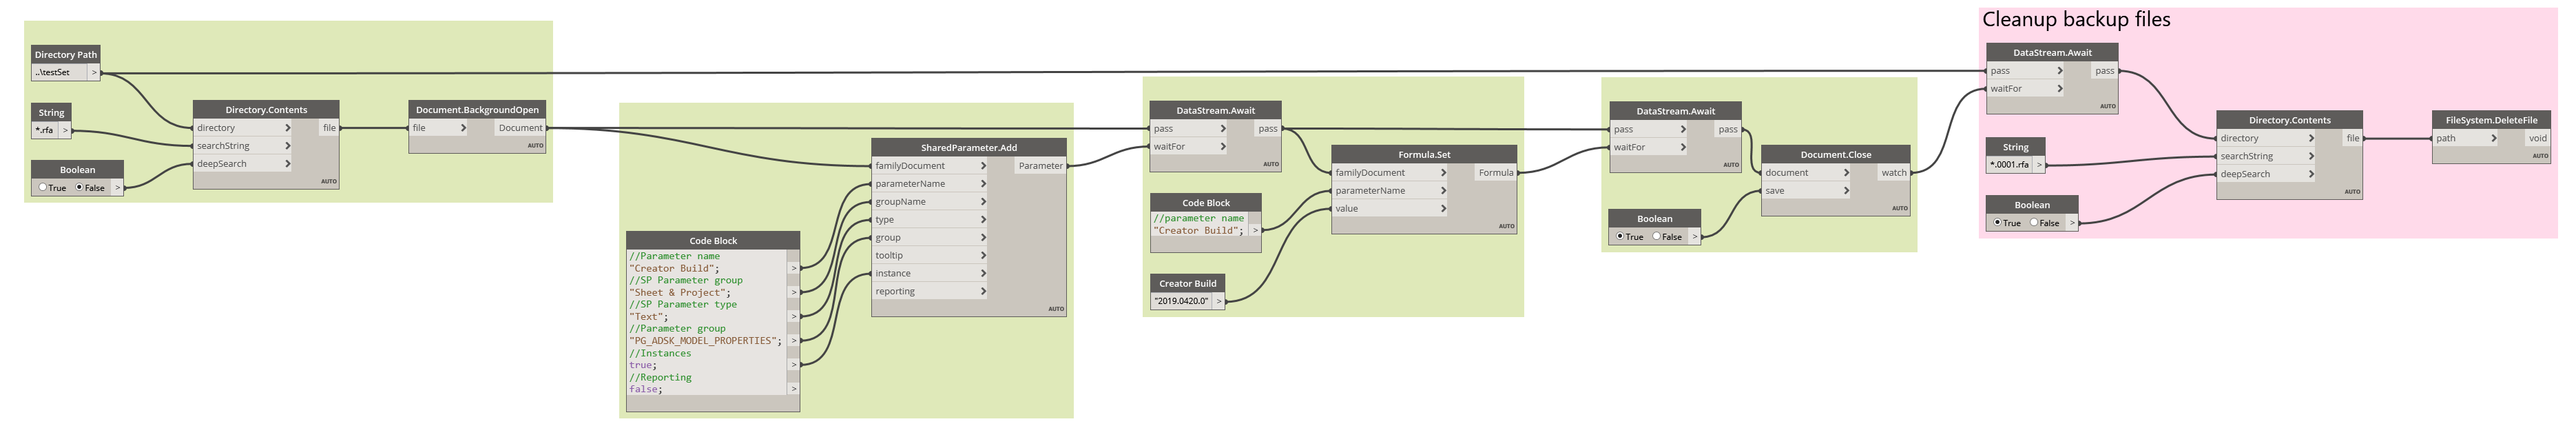 Directory Path
..\testSet >
String
*.rfa >
Boolean
True False >
Directory.Contents
directory > file
searchString >
deepSearch >
AUTO
Document.BackgroundOpen
file > Document
AUTO
Code Block
//Parameter name
"Creator Build"; >
//SP Parameter group
"Sheet & Project"; >
//SP Parameter type
"Text"; >
//Parameter group
"PG_ADSK_MODEL_PROPERTIES"; >
//Instances
true; >
//Reporting
false; >
SharedParameter.Add
familyDocument > Parameter
parameterName >
groupName >
type >
group >
tooltip >
instance >
reporting >
AUTO
DataStream.Await
pass > pass
waitFor >
AUTO
Code Block
//parameter name
"Creator Build"; >
Creator Build
"2019.0420.0" >
Formula.Set
familyDocument > Formula
parameterName >
value >
AUTO
DataStream.Await
pass > pass
waitFor >
AUTO
Boolean
True False >
Document.Close
document > watch
save >
AUTO
Cleanup backup files
DataStream.Await
pass > pass
waitFor >
AUTO
String
*.0001.rfa >
Boolean
True False >
Directory.Contents
directory > file
searchString >
deepSearch >
AUTO
FileSystem.DeleteFile
path > void
AUTO